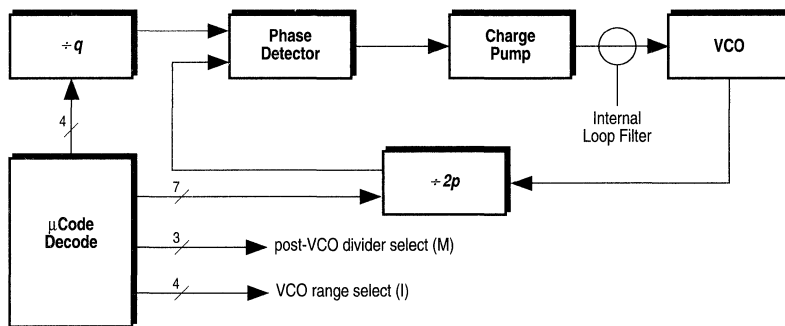 ÷ q
Phase
Detector
Charge
Pump
VCO
Internal
Loop Filter
4
÷ 2p
7
μCode
Decode
3
post-VCO divider select (M)
4
VCO range select (I)